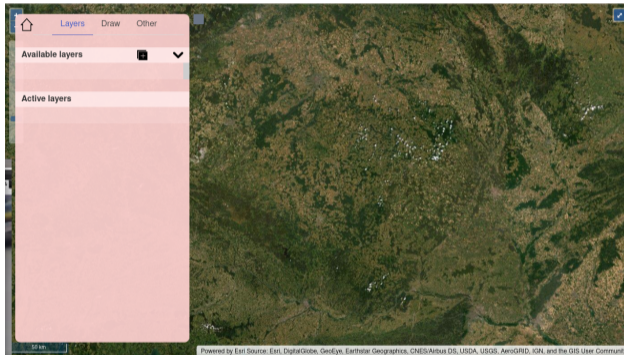 Layers Draw Other
Available layers
Active layers
50 km
Powered by Esri Source: Esri, DigitalGlobe, GeoEye, Earthstar Geographics, CNES/Airbus DS, USDA, USGS, AeroGRID, IGN, and the GIS User Communit